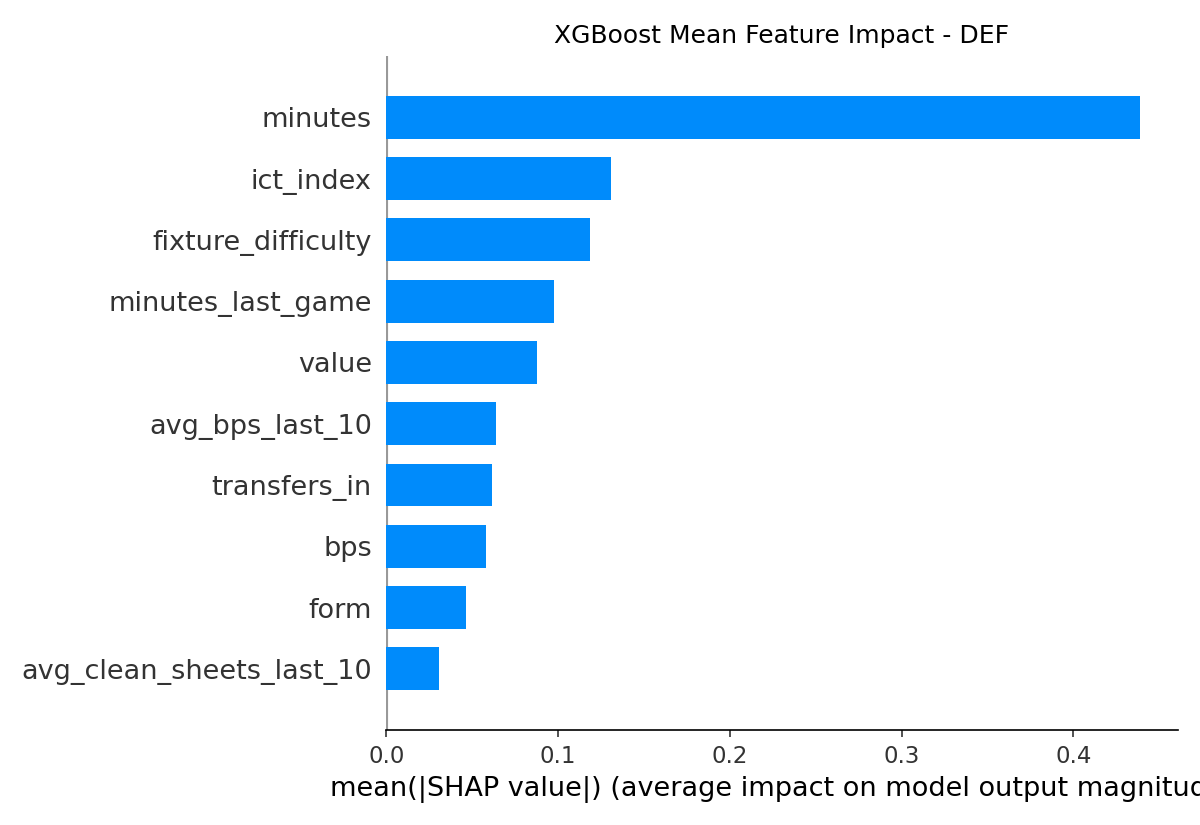 XGBoost Mean Feature Impact - DEF
minutes
ict_index
fixture_difficulty
minutes_last_game
value
avg_bps_last_10
transfers_in
bps
form
avg_clean_sheets_last_10
0.0 0.1 0.2 0.3 0.4
mean(|SHAP value|) (average impact on model output magnitud